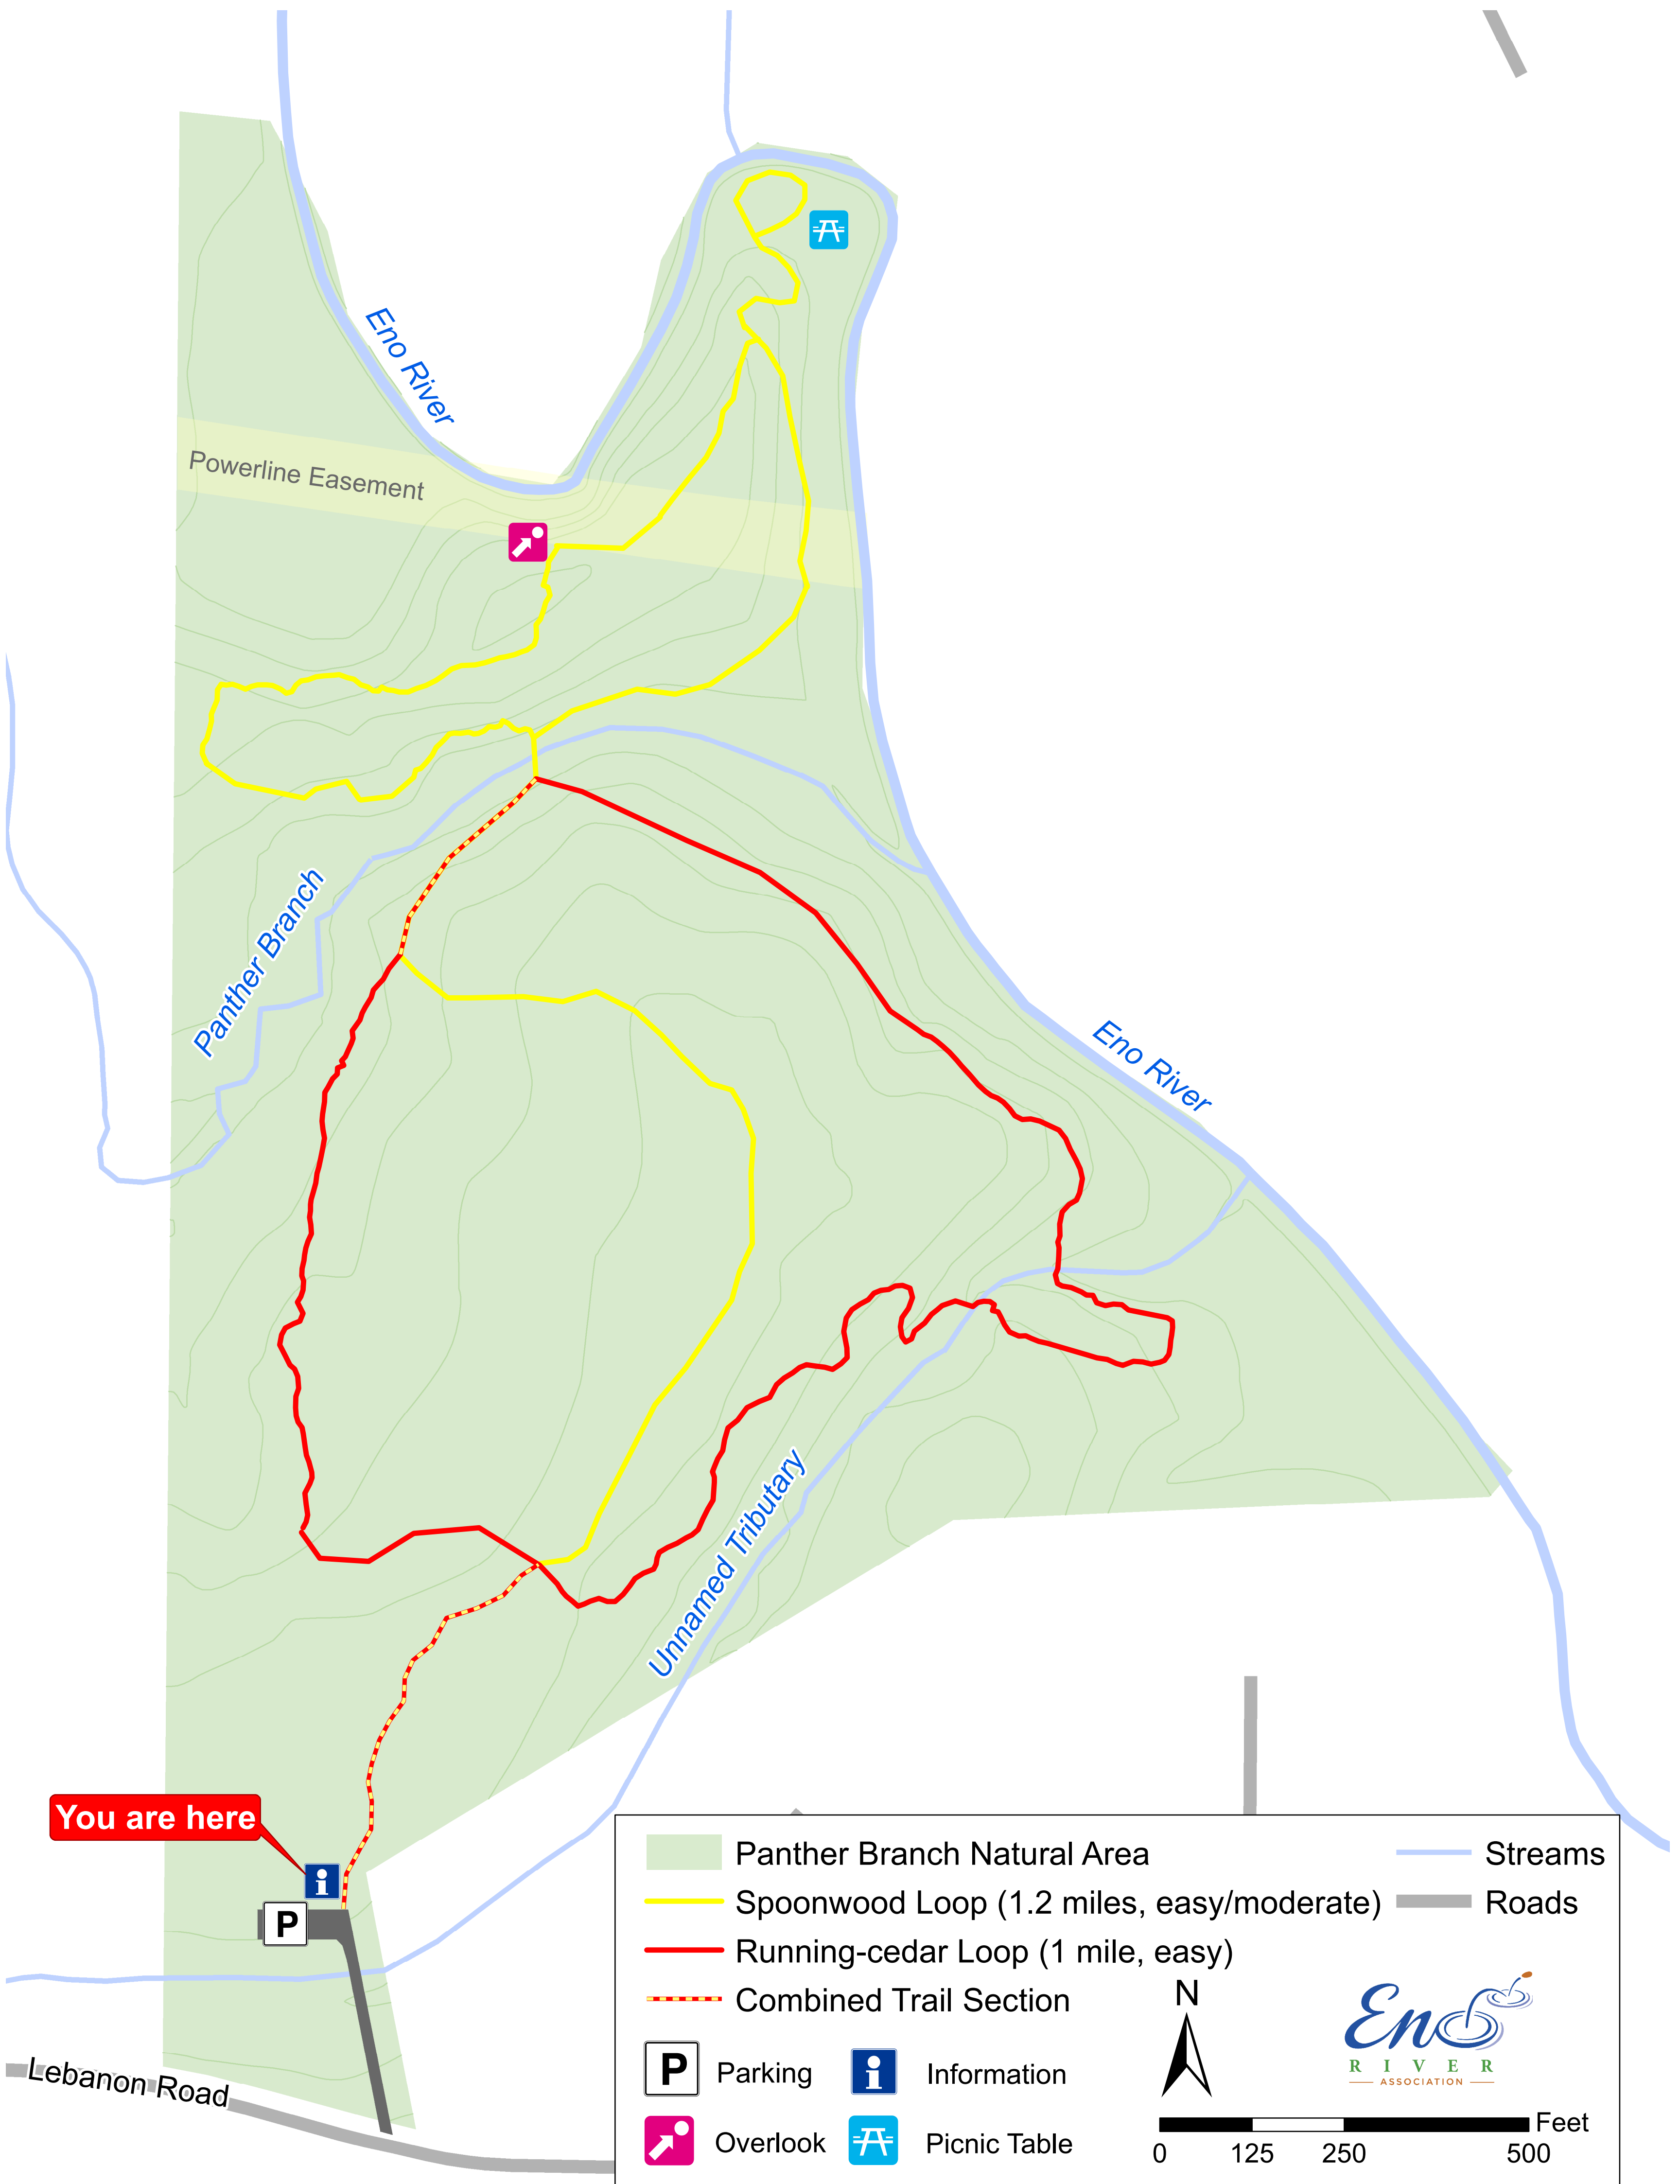 Eno River
Powerline Easement
Panther Branch
Eno River
Unnamed Tributary
You are here
i
P
Lebanon Road
Panther Branch Natural Area
Streams
Spoonwood Loop (1.2 miles, easy/moderate)
Roads
Running-cedar Loop (1 mile, easy)
Combined Trail Section
N
P Parking
i Information
Overlook
Picnic Table
Eno
RIVER
ASSOCIATION
Feet
0 125 250 500